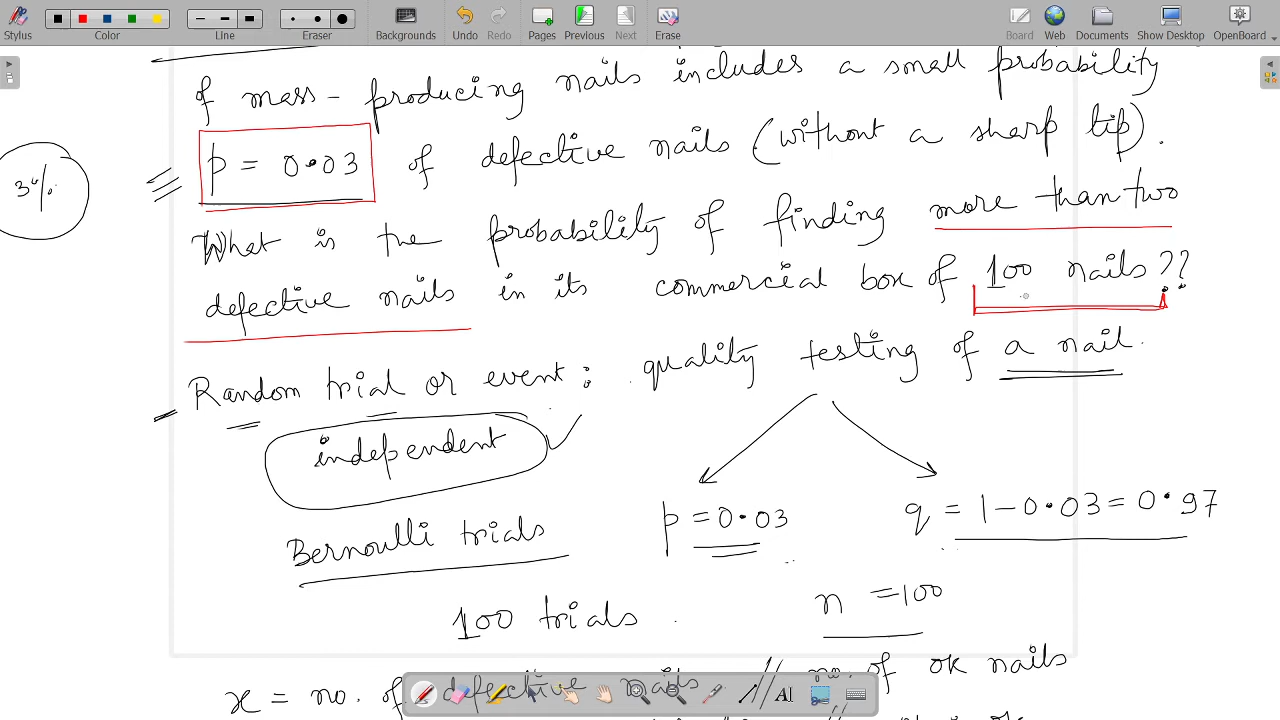 Stylus Color Line Eraser Backgrounds Undo Redo Pages Previous Next Erase Board Web Documents Show Desktop OpenBoard
of mass-producing nails includes a small probability
3% p = 0.03 of defective nails (without a sharp tip).
What is the probability of finding more than two
defective nails in its commercial box of 100 nails??
Random trial or event: quality testing of a nail.
independent
Bernoulli trials p = 0.03 q = 1-0.03 = 0.97
100 trials. n = 100
x = no. of defective nails // no. of ok nails